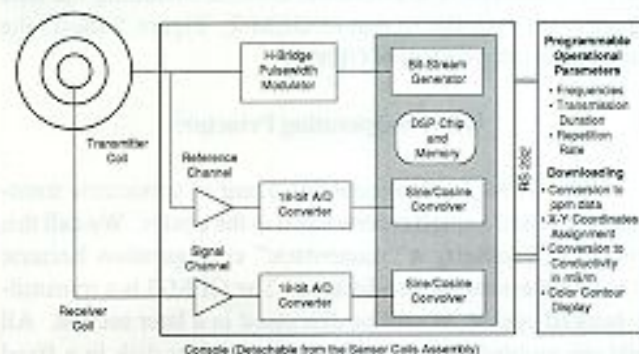 Operating Principle
H-Bridge
Pulsewidth
Modulator
Bit-Stream
Generator
DSP Chip
and
Memory
Transmitter
Coil
Reference
Channel
16-bit A/D
Converter
Sine/Cosine
Convolver
Signal
Channel
16-bit A/D
Converter
Sine/Cosine
Convolver
Receiver
Coil
RS-232
Programmable
Operational
Parameters
• Frequencies
• Transmission
Duration
• Repetition
Rate
Downloading
• Conversion to
ppm data
• X-Y Coordinates
Assignment
• Conversion to
Conductivity
in mS/m
• Color Contour
Display
Console (Detachable from the Sensor Coils Assembly)